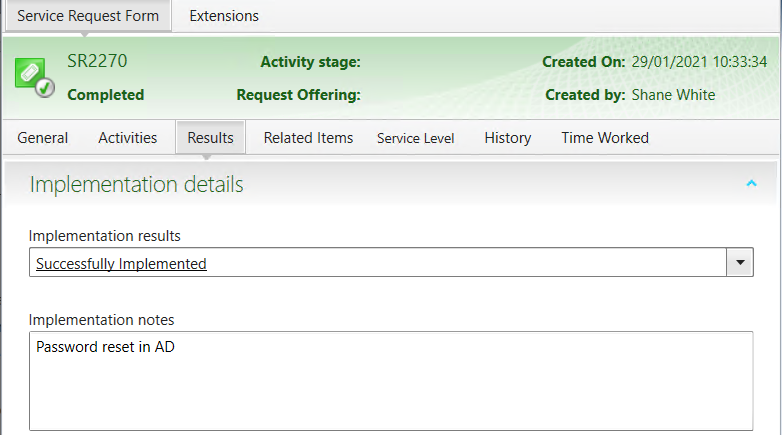 Service Request Form Extensions
SR2270 Activity stage: Created On: 29/01/2021 10:33:34
Completed Request Offering: Created by: Shane White
General Activities Results Related Items Service Level History Time Worked
Implementation details
Implementation results
Successfully Implemented
Implementation notes
Password reset in AD